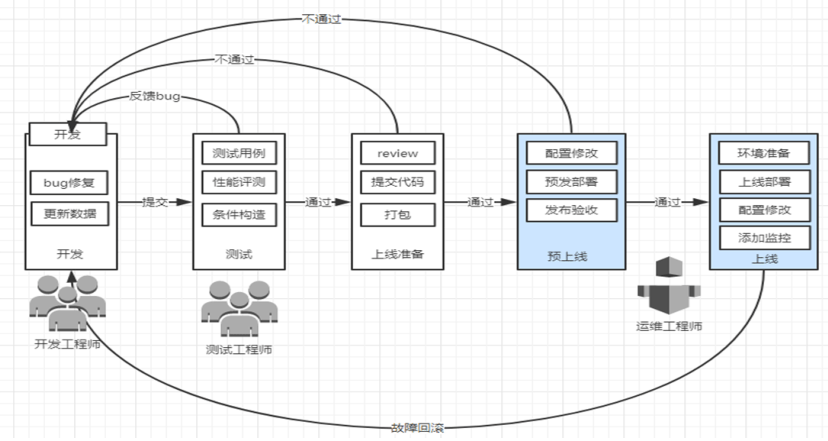 不通过
不通过
反馈bug
开发
bug修复
更新数据
开发
提交
测试用例
性能评测
条件构造
测试
通过
review
提交代码
打包
上线准备
通过
配置修改
预发部署
发布验收
预上线
通过
环境准备
上线部署
配置修改
添加监控
上线
开发工程师
测试工程师
运维工程师
故障回滚